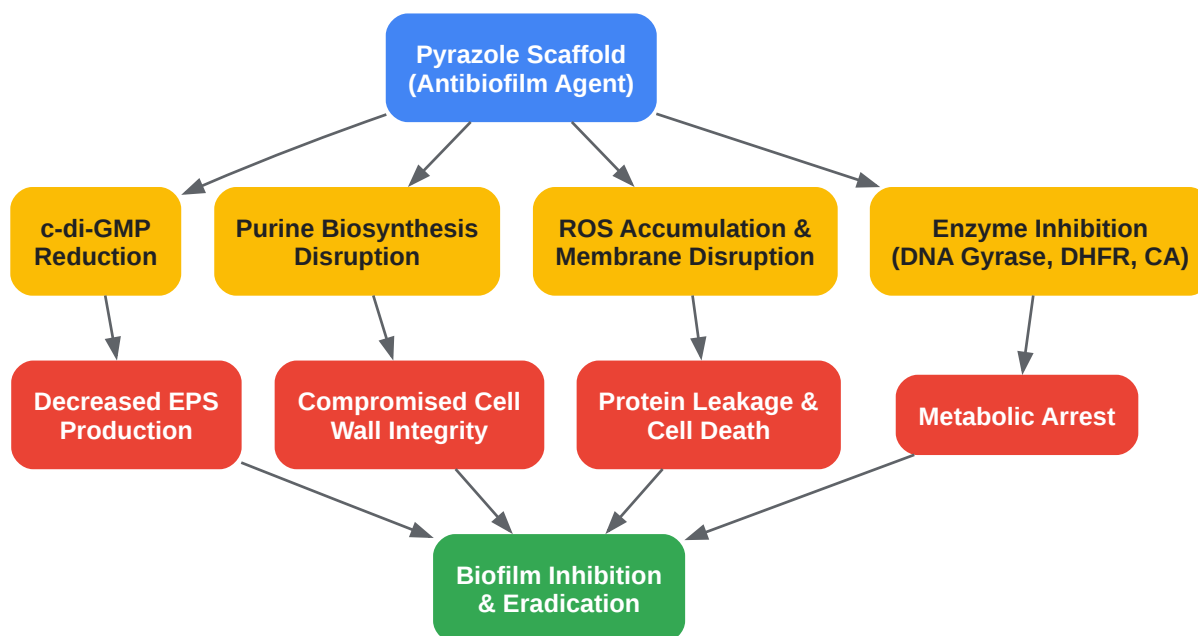 Pyrazole Scaffold
(Antibiofilm Agent)
c-di-GMP
Reduction
Purine Biosynthesis
Disruption
ROS Accumulation &
Membrane Disruption
Enzyme Inhibition
(DNA Gyrase, DHFR, CA)
Decreased EPS
Production
Compromised Cell
Wall Integrity
Protein Leakage &
Cell Death
Metabolic Arrest
Biofilm Inhibition
& Eradication